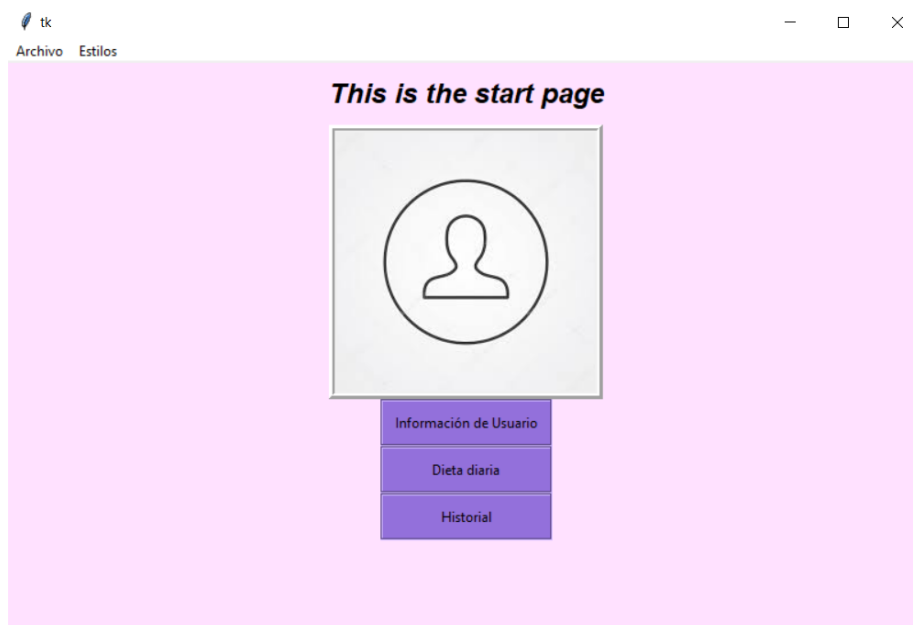 tk
Archivo Estilos
This is the start page
Información de Usuario
Dieta diaria
Historial